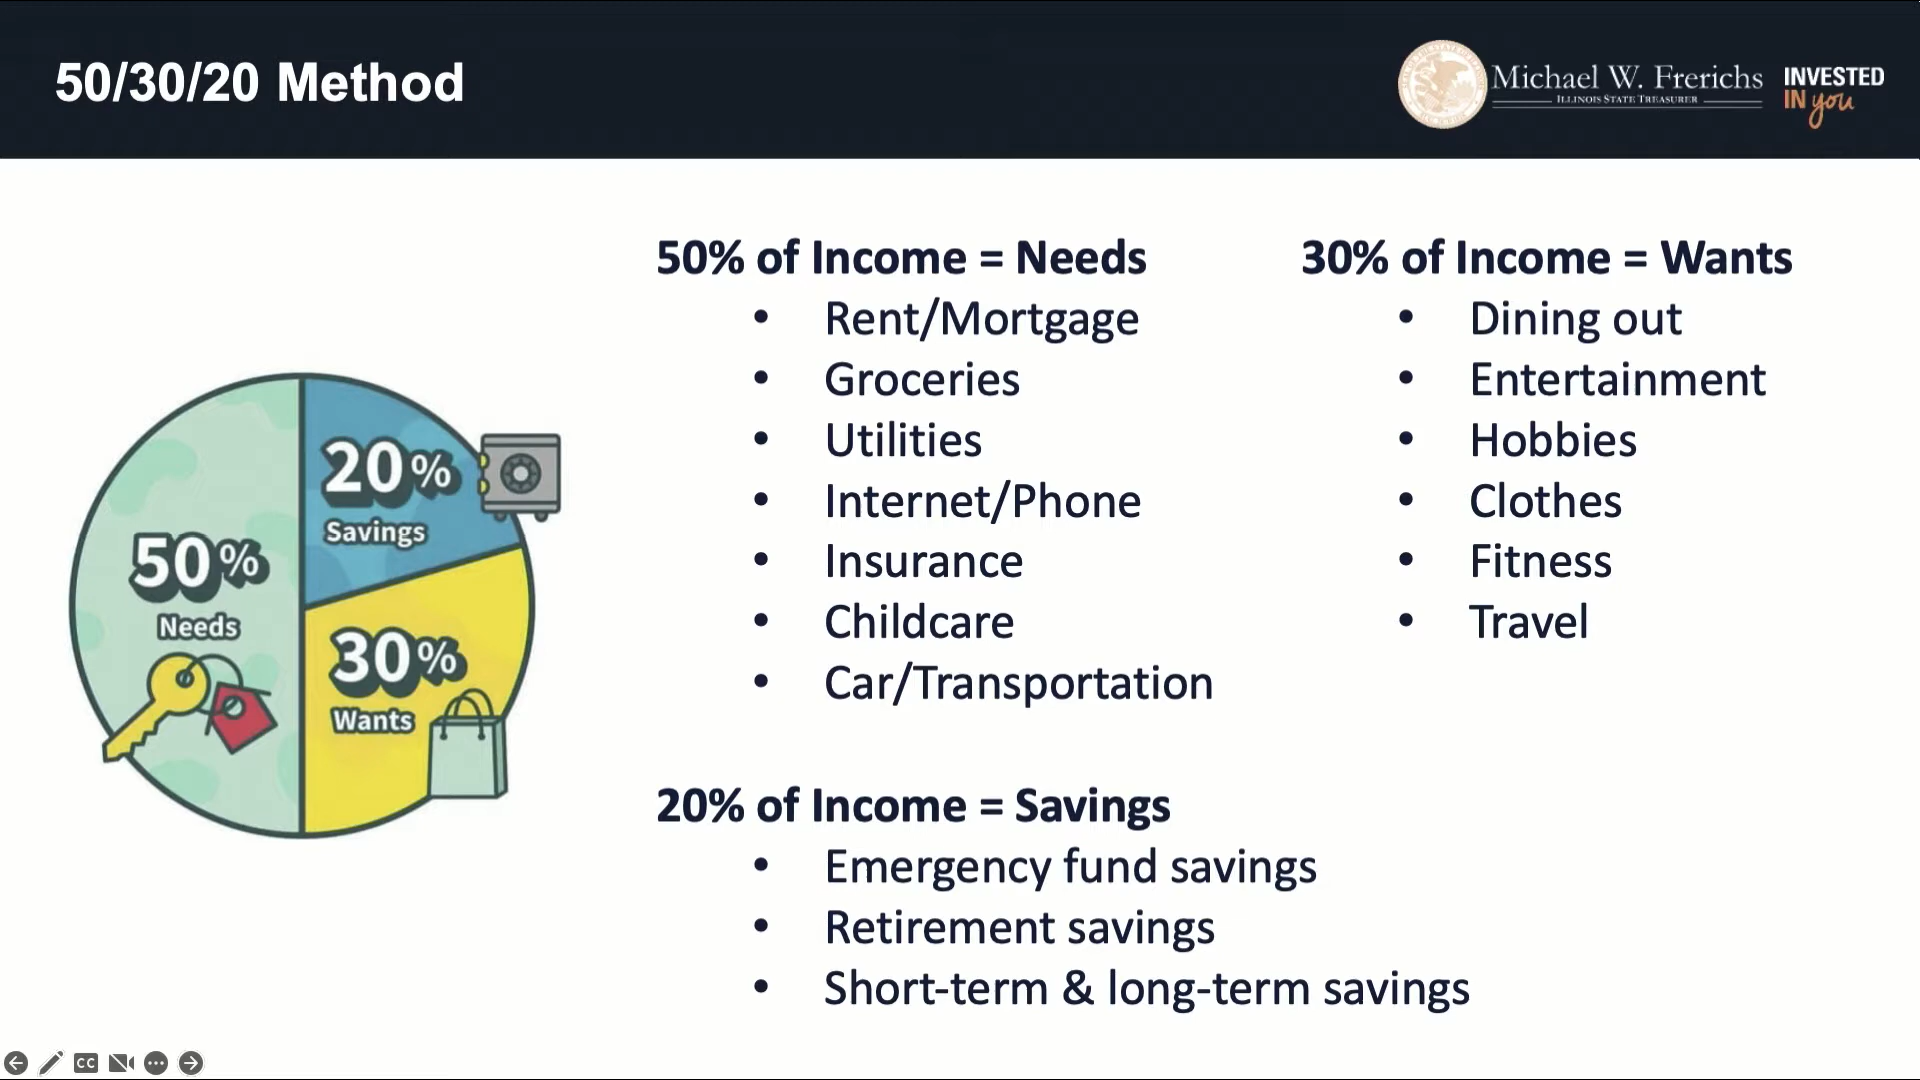 50/30/20 Method
Michael W. Frerichs
ILLINOIS STATE TREASURER
INVESTED
IN you
50% of Income = Needs
• Rent/Mortgage
• Groceries
• Utilities
• Internet/Phone
• Insurance
• Childcare
• Car/Transportation
30% of Income = Wants
• Dining out
• Entertainment
• Hobbies
• Clothes
• Fitness
• Travel
20% of Income = Savings
• Emergency fund savings
• Retirement savings
• Short-term & long-term savings
50%
Needs
20%
Savings
30%
Wants
CC